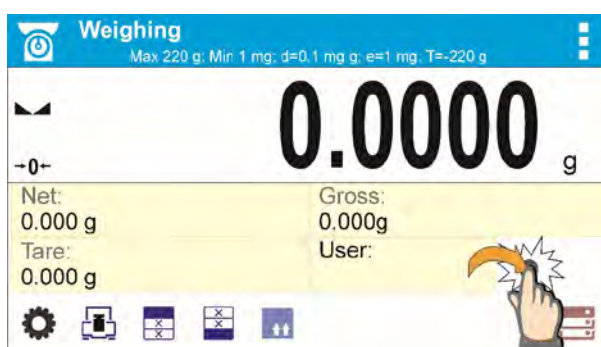 Weighing
Max 220 g; Min 1 mg; d=0.1 mg g; e=1 mg; T=-220 g
0.0000 g
→0←
Net:
0.000 g
Gross:
0.000g
Tare:
0.000 g
User: